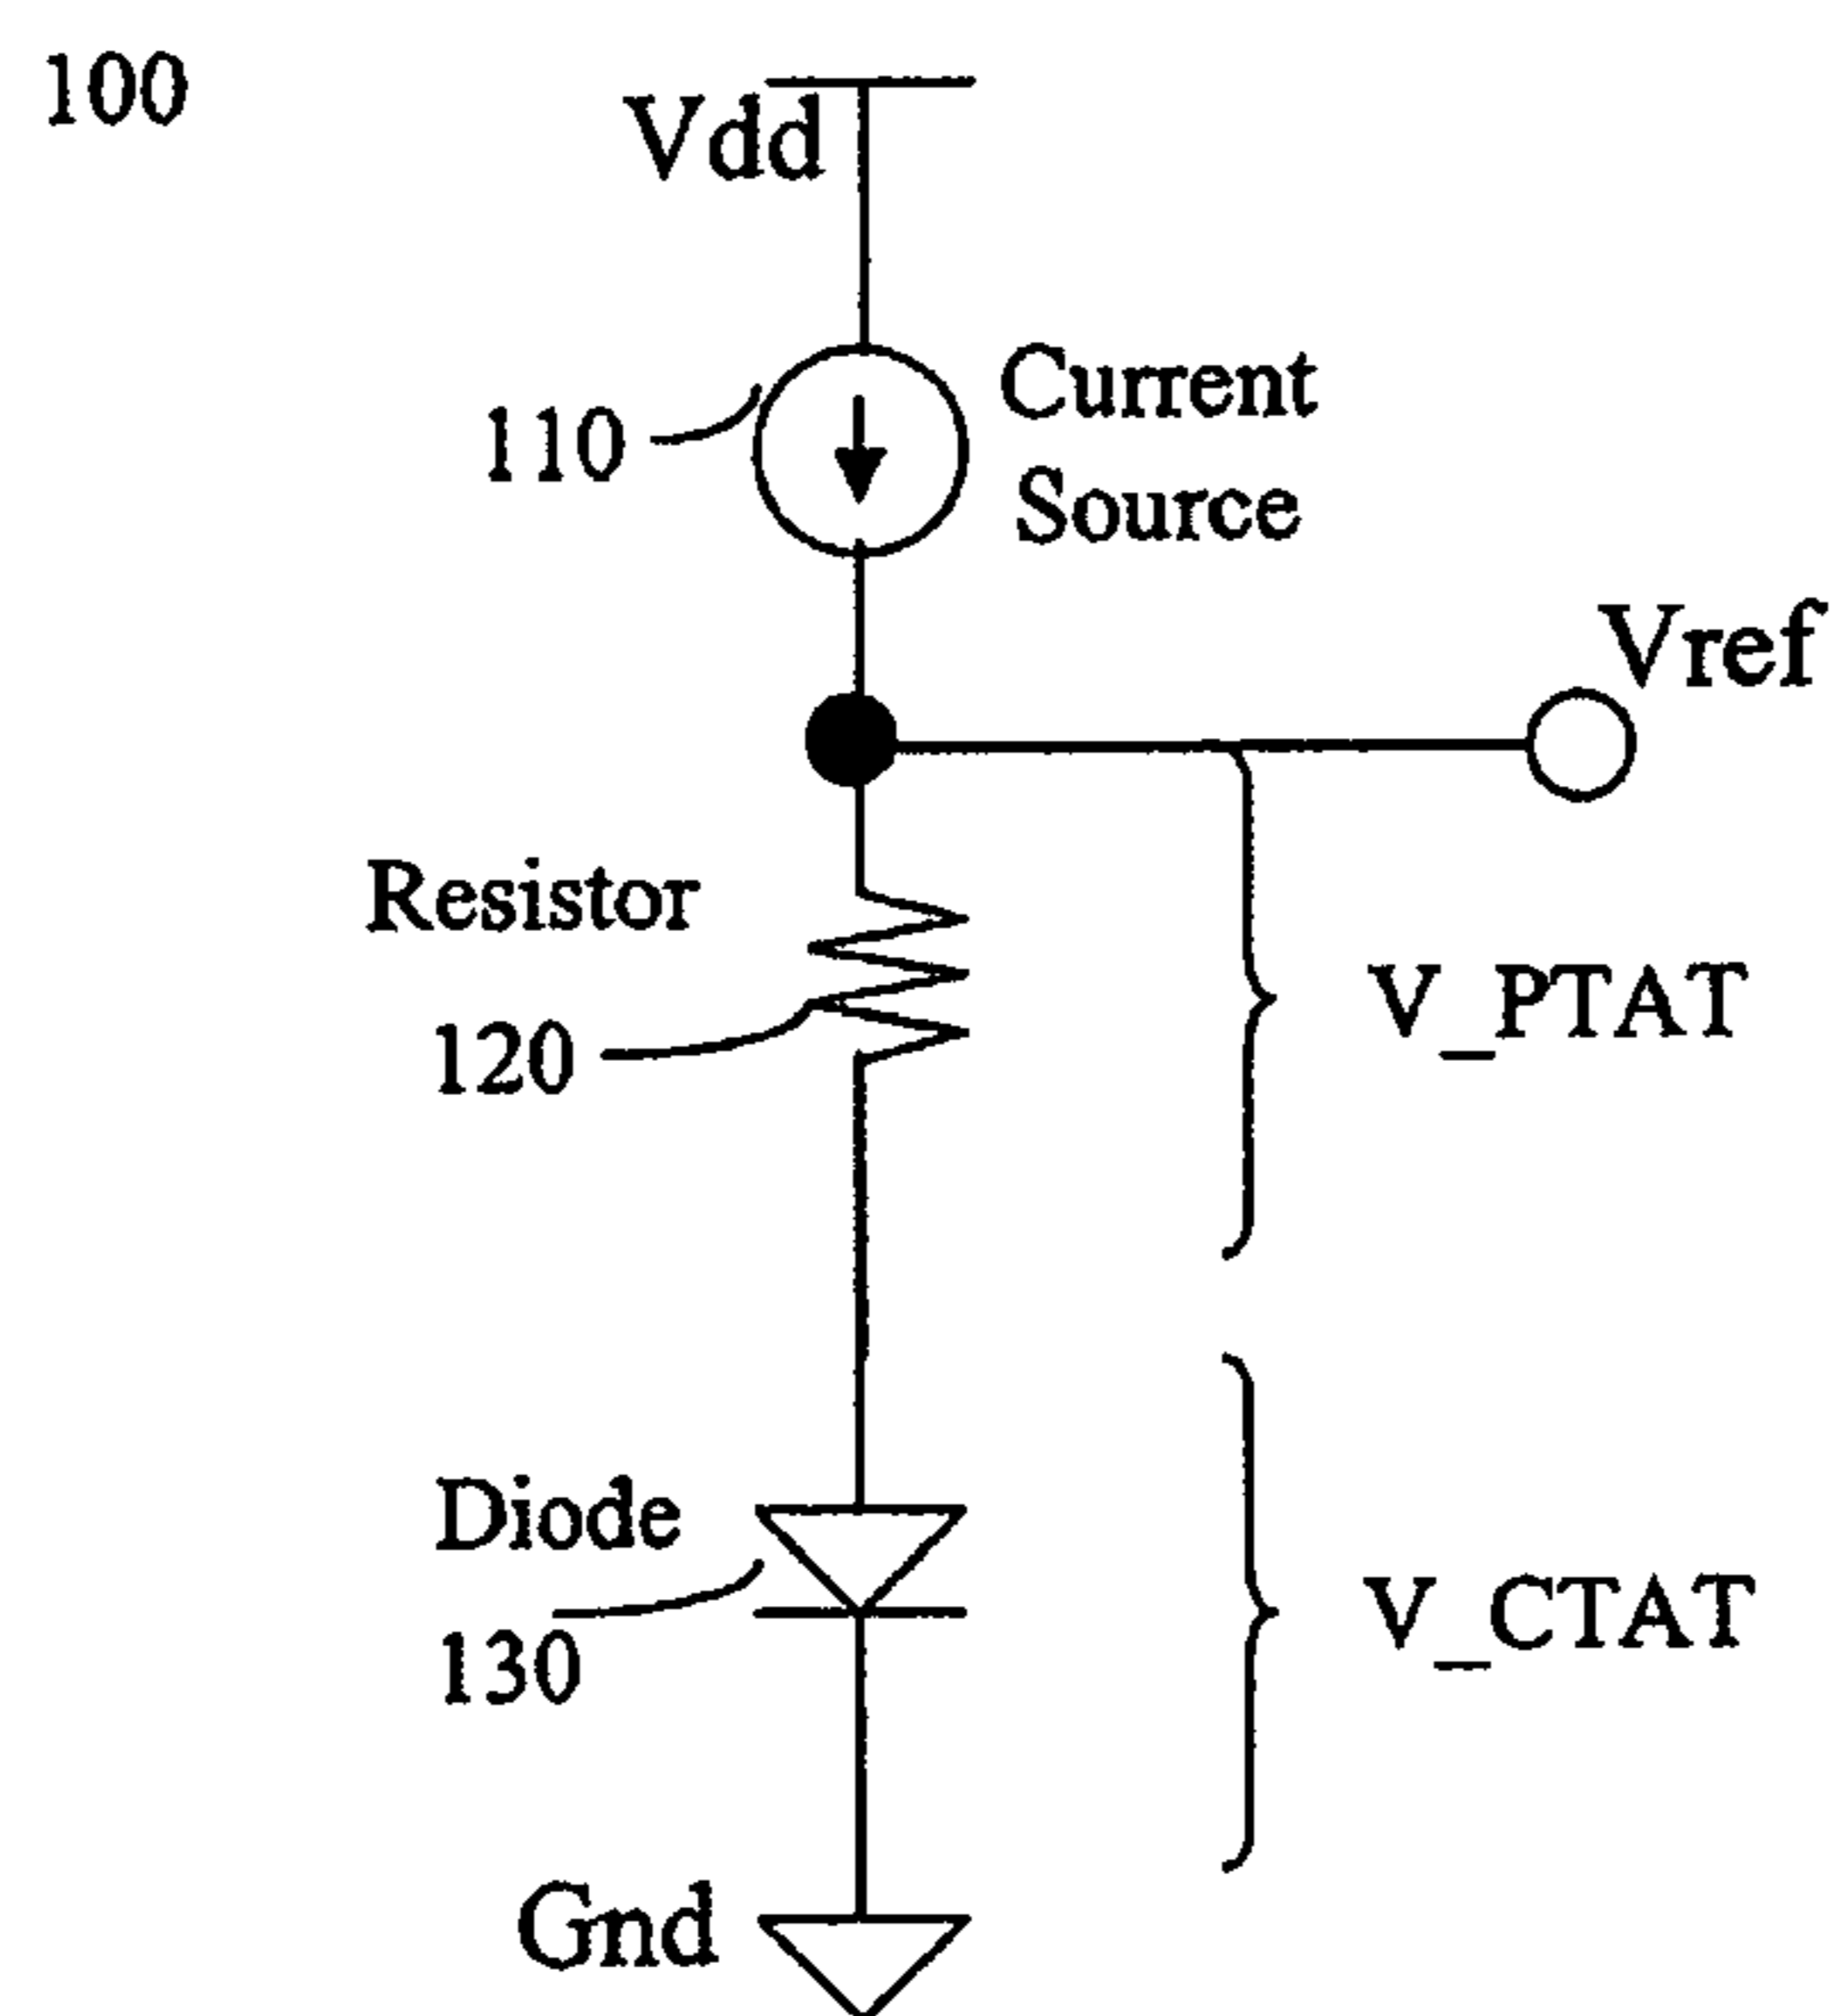 100
Vdd
110
Current
Source
Vref
Resistor
120
V_PTAT
Diode
130
V_CTAT
Gnd